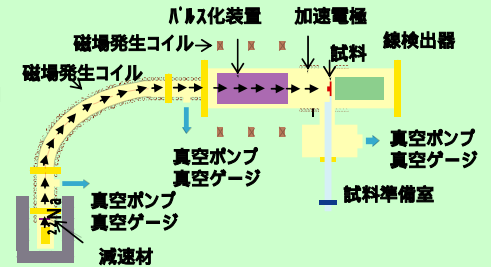 ﾊﾟﾙｽ化装置
加速電極
磁場発生コイル
試料
線検出器
磁場発生コイル
真空ポンプ
真空ゲージ
真空ポンプ
真空ゲージ
試料準備室
真空ポンプ
真空ゲージ
22Na
減速材